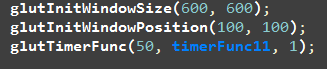 glutInitWindowSize(600, 600);
glutInitWindowPosition(100, 100);
glutTimerFunc(50, timerFunc11, 1);